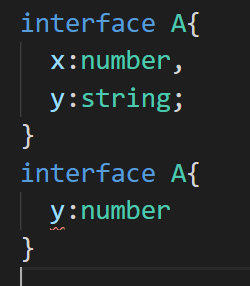 interface A{
  x:number,
  y:string;
}
interface A{
  y:number
}